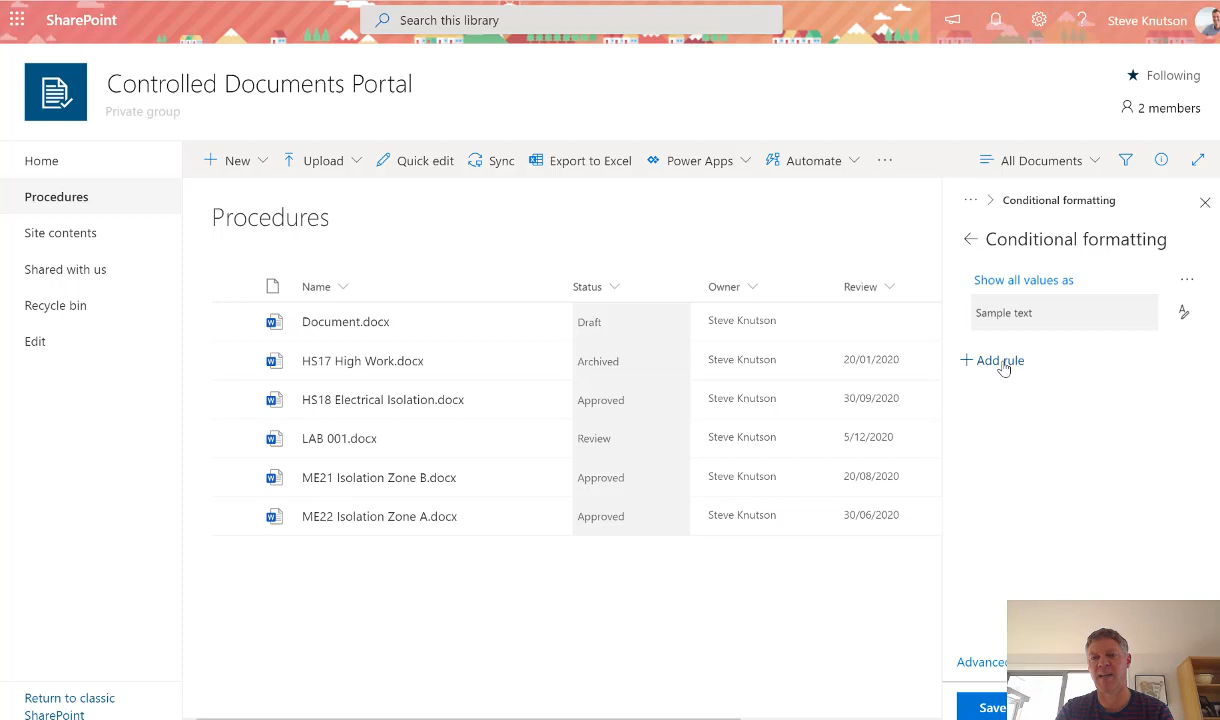 SharePoint
Search this library
Steve Knutson
Controlled Documents Portal
Private group
Following
2 members
Home
Procedures
Site contents
Shared with us
Recycle bin
Edit
Return to classic
SharePoint
New
Upload
Quick edit
Sync
Export to Excel
Power Apps
Automate
All Documents
Procedures
Name Status Owner Review
Document.docx Draft Steve Knutson
HS17 High Work.docx Archived Steve Knutson 20/01/2020
HS18 Electrical Isolation.docx Approved Steve Knutson 30/09/2020
LAB 001.docx Review Steve Knutson 5/12/2020
ME21 Isolation Zone B.docx Approved Steve Knutson 20/08/2020
ME22 Isolation Zone A.docx Approved Steve Knutson 30/06/2020
Conditional formatting
Conditional formatting
Show all values as
Sample text
Add rule
Advanced
Save